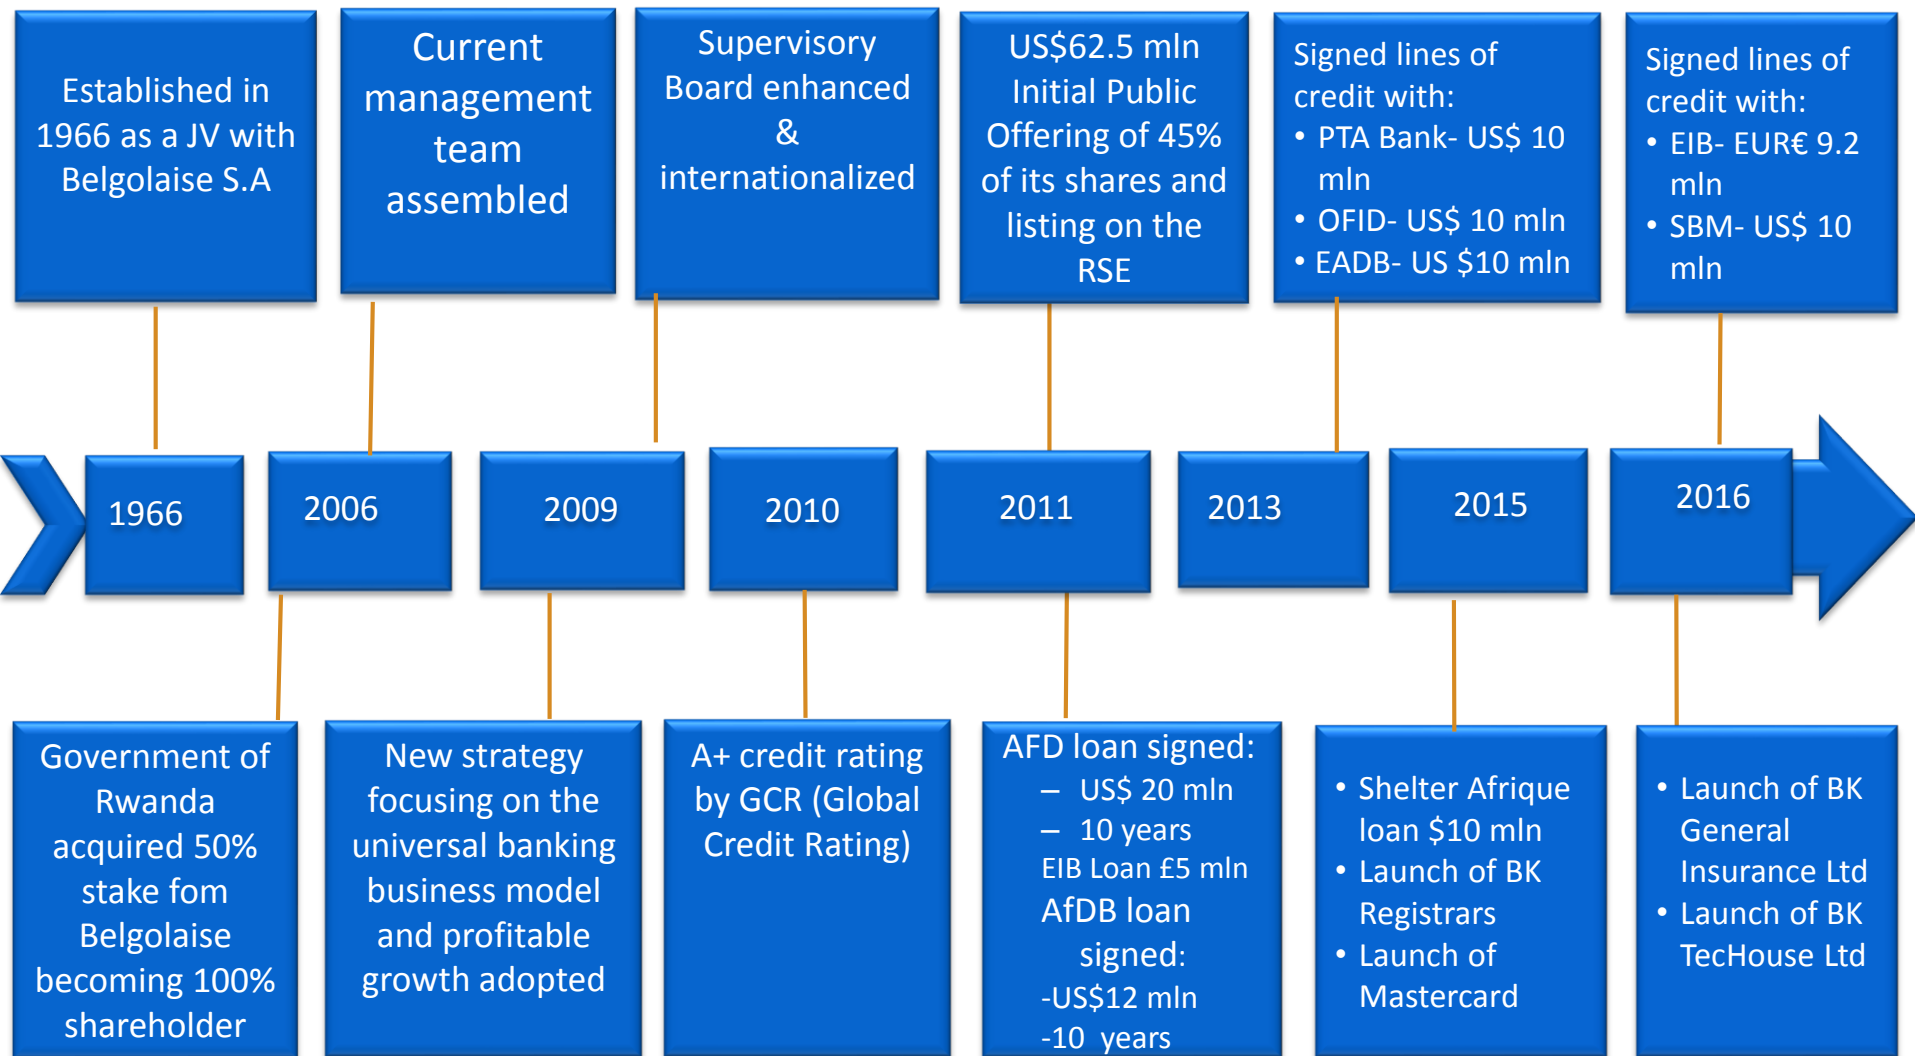 Established in
1966 as a JV with
Belgolaise S.A
Current
management
team
assembled
Supervisory
Board enhanced
&
internationalized
US$62.5 mln
Initial Public
Offering of 45%
of its shares and
listing on the
RSE
Signed lines of
credit with:
• PTA Bank- US$ 10
mln
• OFID- US$ 10 mln
• EADB- US $10 mln
Signed lines of
credit with:
• EIB- EUR€ 9.2
mln
• SBM- US$ 10
mln
1966
2006
2009
2010
2011
2013
2015
2016
Government of
Rwanda
acquired 50%
stake fom
Belgolaise
becoming 100%
shareholder
New strategy
focusing on the
universal banking
business model
and profitable
growth adopted
A+ credit rating
by GCR (Global
Credit Rating)
AFD loan signed:
– US$ 20 mln
– 10 years
EIB Loan £5 mln
AfDB loan
signed:
-US$12 mln
-10 years
• Shelter Afrique
loan $10 mln
• Launch of BK
Registrars
• Launch of
Mastercard
• Launch of BK
General
Insurance Ltd
• Launch of BK
TecHouse Ltd